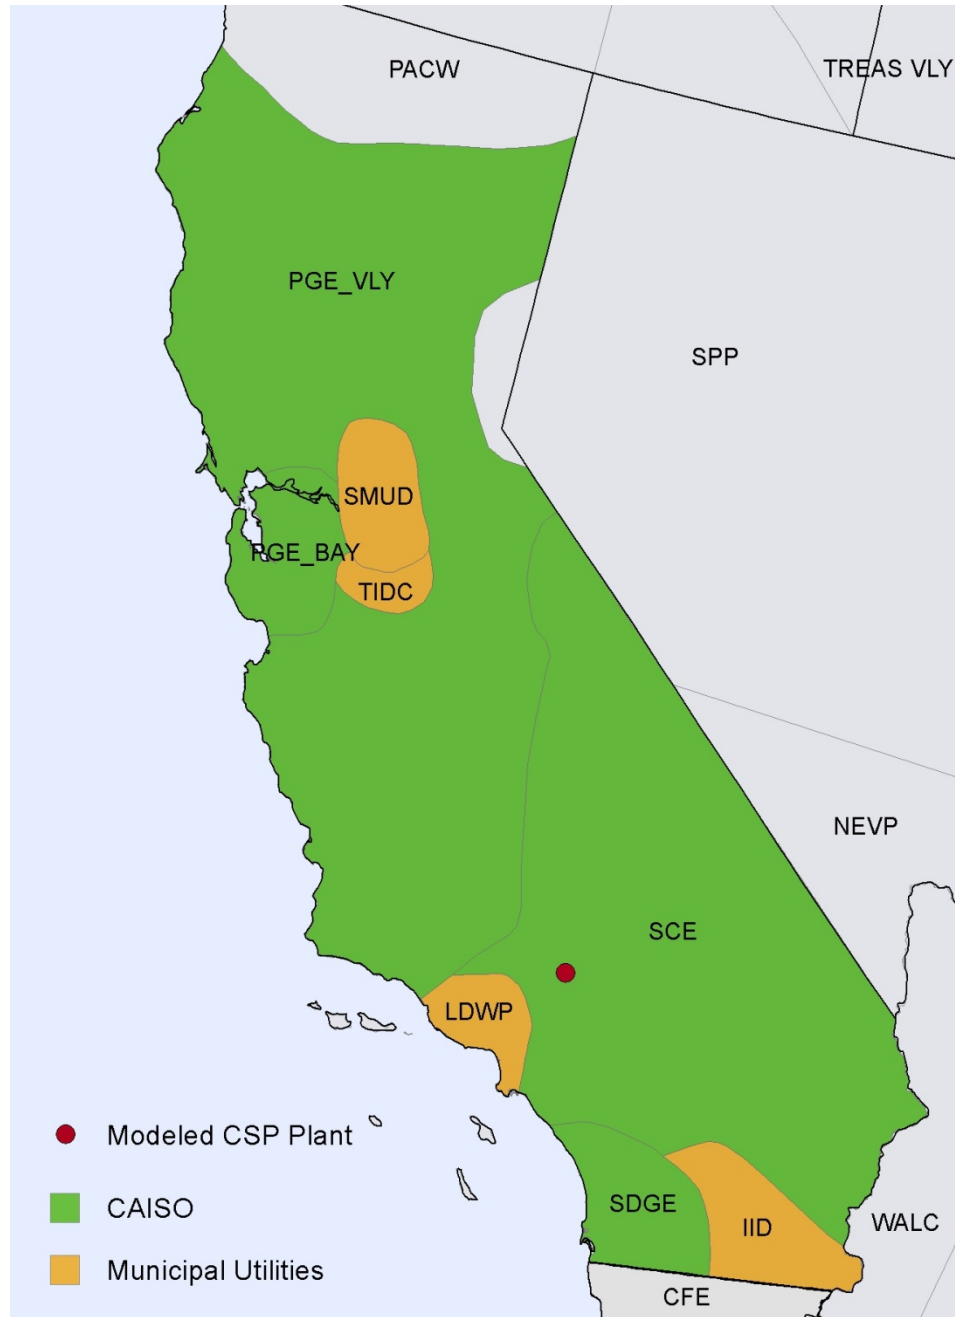 PACW
TREAS VLY
PGE_VLY
SPP
SMUD
PGE_BAY
TIDC
NEVP
SCE
LDWP
Modeled CSP Plant
CAISO
SDGE
IID
WALC
Municipal Utilities
CFE